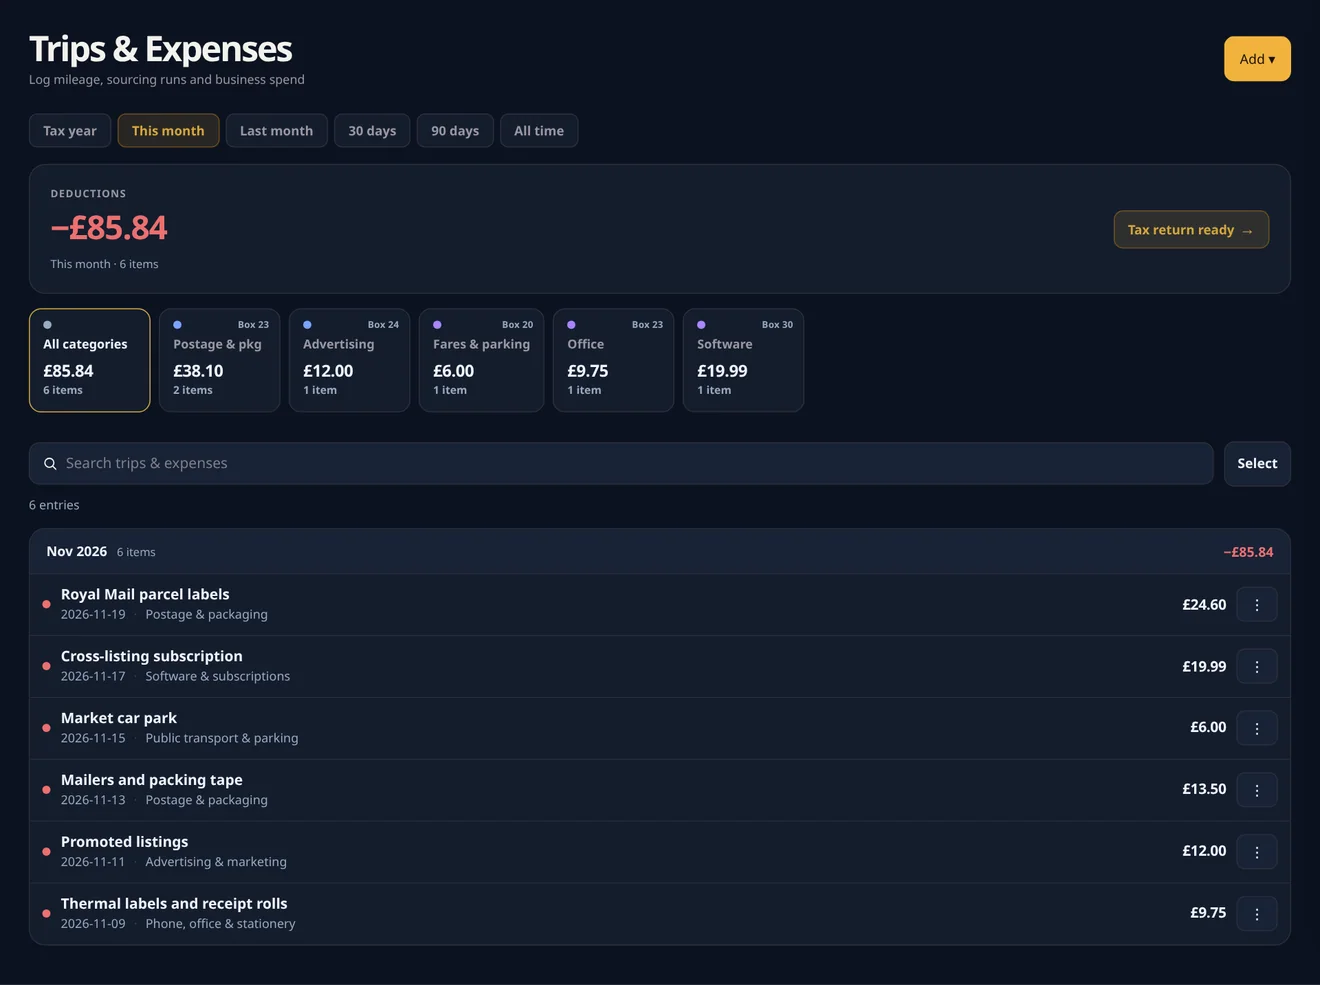 Trips & Expenses
Log mileage, sourcing runs and business spend
Add ▾
Tax year
This month
Last month
30 days
90 days
All time
DEDUCTIONS
−£85.84
This month · 6 items
Tax return ready →
All categories
£85.84
6 items
Box 23
Postage & pkg
£38.10
2 items
Box 24
Advertising
£12.00
1 item
Box 20
Fares & parking
£6.00
1 item
Box 23
Office
£9.75
1 item
Box 30
Software
£19.99
1 item
Search trips & expenses
Select
6 entries
Nov 2026 6 items −£85.84
Royal Mail parcel labels
2026-11-19 · Postage & packaging
£24.60
Cross-listing subscription
2026-11-17 · Software & subscriptions
£19.99
Market car park
2026-11-15 · Public transport & parking
£6.00
Mailers and packing tape
2026-11-13 · Postage & packaging
£13.50
Promoted listings
2026-11-11 · Advertising & marketing
£12.00
Thermal labels and receipt rolls
2026-11-09 · Phone, office & stationery
£9.75